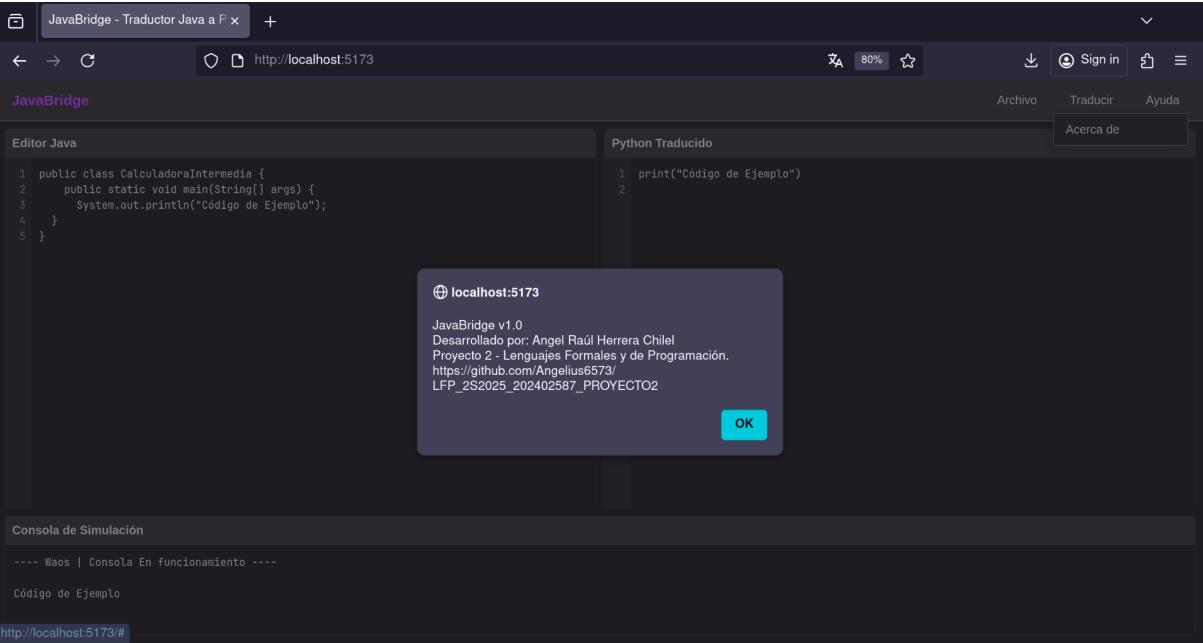 JavaBridge - Traductor Java a P
http://localhost:5173
80%
Sign in
JavaBridge
Archivo
Traducir
Ayuda
Acerca de
Editor Java
1 public class CalculadoraIntermedia {
2 public static void main(String[] args) {
3 System.out.println("Código de Ejemplo");
4 }
5 }
Python Traducido
1 print("Código de Ejemplo")
2
localhost:5173
JavaBridge v1.0
Desarrollado por: Angel Raúl Herrera Chilel
Proyecto 2 - Lenguajes Formales y de Programación.
https://github.com/Angelius6573/
LFP_2S2025_202402587_PROYECTO2
OK
Consola de Simulación
---- Waos | Consola En funcionamiento ----
Código de Ejemplo
http://localhost:5173/#